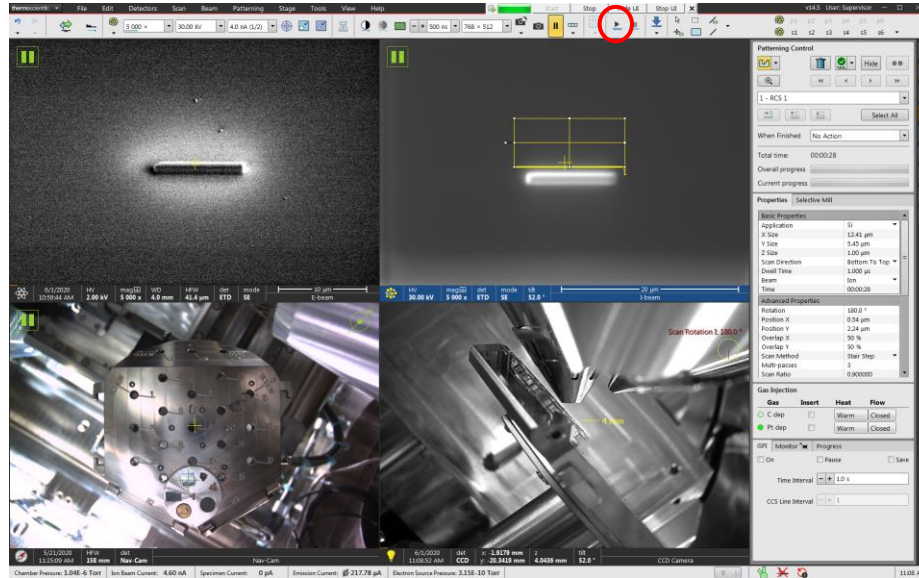 thermoscientific File Edit Detectors Scan Beam Patterning Stage Tools View Window Help Start Stop Stop UI v14.5 User: Supervisor
5 000 x 30.00 kV 4.0 nA (1/2) 500 ns 768 × 512
s1 s2 s3 s4 s5 s6
Patterning Control
Hide
1 - RCS 1
Select All
When Finished No Action
Total time: 00:00:28
Overall progress
Current progress
Properties Selective Mill
Basic Properties
Application Si
X Size 12.41 µm
Y Size 5.45 µm
Z Size 1.00 µm
Scan Direction Bottom To Top
Dwell Time 1.000 µs
Beam Ion
Time 00:00:28
Advanced Properties
Rotation 180.0 °
Position X 0.54 µm
Position Y 2.24 µm
Overlap X 50 %
Overlap Y 50 %
Scan Method Stair Step
Multi-passes 3
Scan Ratio 0.900000
Gas Injection
Gas Insert Heat Flow
C dep Warm Closed
Pt dep Warm Closed
iSPI Monitor Progress
On Pause Save
Time Interval - + 1.0 s
CCS Line Interval - + 1
6/1/2020 HV mag WD HFW det mode 10 µm
10:59:44 AM 2.00 kV 5 000 x 4.0 mm 41.4 µm ETD SE E-beam
HV mag det mode tilt 20 µm
30.00 kV 5 000 x ETD SE 52.0 ° I-beam
Scan Rotation I: 180.0 °
4 mm
5/21/2020 HFW det
11:25:09 AM 158 mm Nav-Cam Nav-Cam
6/1/2020 det x: -1.9179 mm z tilt
11:08:52 AM CCD y: -20.3419 mm 4.0436 mm 52.0 ° CCD Camera
Chamber Pressure: 1.04E-6 Torr Ion Beam Current: 4.60 nA Specimen Current: 0 pA Emission Current: 217.78 µA Electron Source Pressure: 3.15E-10 Torr 11:08